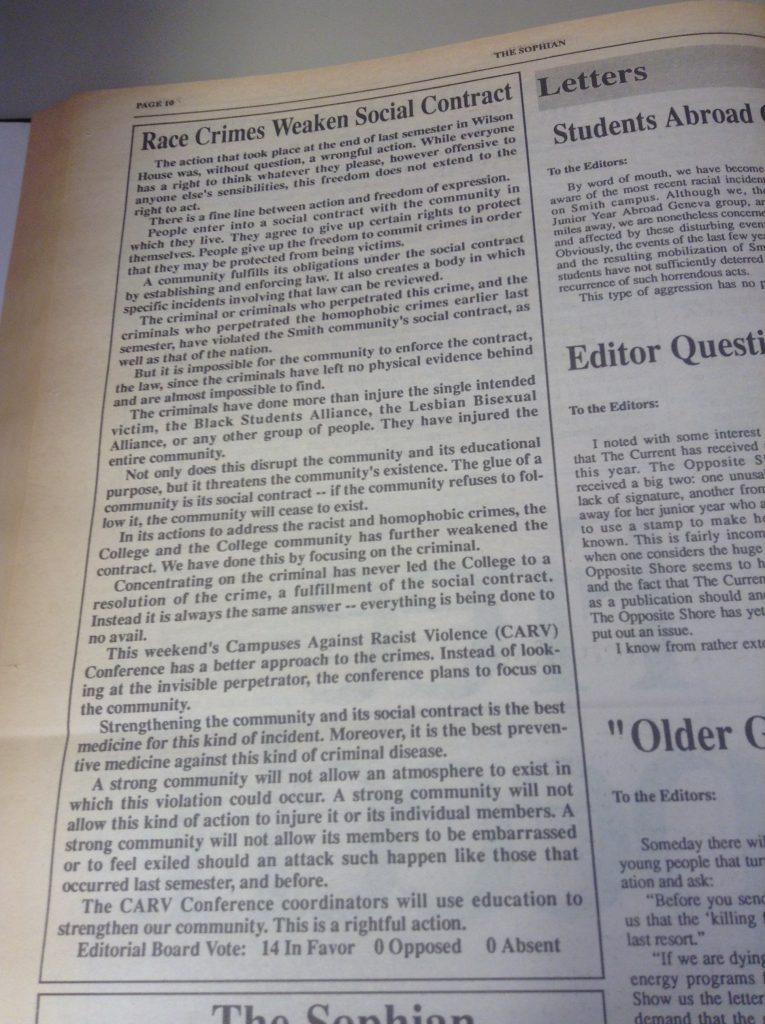 THE SOPHIAN
PAGE 10
Race Crimes Weaken Social Contract
The action that took place at the end of last semester in Wilson
House was, without question, a wrongful action. While everyone
has a right to think whatever they please, however offensive to
anyone else's sensibilities, this freedom does not extend to the
right to act.
There is a fine line between action and freedom of expression.
People enter into a social contract with the community in
which they live. They agree to give up certain rights to protect
themselves. People give up the freedom to commit crimes in order
that they may be protected from being victims.
A community fulfills its obligations under the social contract
by establishing and enforcing law. It also creates a body in which
specific incidents involving that law can be reviewed.
The criminal or criminals who perpetrated this crime, and the
criminals who perpetrated the homophobic crimes earlier last
semester, have violated the Smith community's social contract, as
well as that of the nation.
But it is impossible for the community to enforce the contract,
the law, since the criminals have left no physical evidence behind
and are almost impossible to find.
The criminals have done more than injure the single intended
victim, the Black Students Alliance, the Lesbian Bisexual
Alliance, or any other group of people. They have injured the
entire community.
Not only does this disrupt the community and its educational
purpose, but it threatens the community's existence. The glue of a
community is its social contract -- if the community refuses to fol-
low it, the community will cease to exist.
In its actions to address the racist and homophobic crimes, the
College and the College community has further weakened the
contract. We have done this by focusing on the criminal.
Concentrating on the criminal has never led the College to a
resolution of the crime, a fulfillment of the social contract.
Instead it is always the same answer -- everything is being done to
no avail.
This weekend's Campuses Against Racist Violence (CARV)
Conference has a better approach to the crimes. Instead of look-
ing at the invisible perpetrator, the conference plans to focus on
the community.
Strengthening the community and its social contract is the best
medicine for this kind of incident. Moreover, it is the best preven-
tive medicine against this kind of criminal disease.
A strong community will not allow an atmosphere to exist in
which this violation could occur. A strong community will not
allow this kind of action to injure it or its individual members. A
strong community will not allow its members to be embarrassed
or to feel exiled should an attack such happen like those that
occurred last semester, and before.
The CARV Conference coordinators will use education to
strengthen our community. This is a rightful action.
Editorial Board Vote: 14 In Favor 0 Opposed 0 Absent
The Sophian
Letters
Students Abroad
To the Editors:
By word of mouth, we have become
aware of the most recent racial inciden
on Smith campus. Although we, the
Junior Year Abroad Geneva group, ar
miles away, we are nonetheless concerne
and affected by these disturbing even
Obviously, the events of the last few ye
and the resulting mobilization of Sm
students have not sufficiently deterred
recurrence of such horrendous acts.
This type of aggression has no p
Editor Questi
To the Editors:
I noted with some interest
that The Current has received
this year. The Opposite S
received a big two: one unusa
lack of signature, another from
away for her junior year who a
to use a stamp to make h
known. This is fairly incom
when one considers the huge
Opposite Shore seems to h
and the fact that The Curren
as a publication should an
The Opposite Shore has yet
put out an issue.
I know from rather exte
"Older G
To the Editors:
Someday there wil
young people that tur
ation and ask:
"Before you send
us that the 'killing f
last resort."
"If we are dying
energy programs
Show us the letter
demand that the